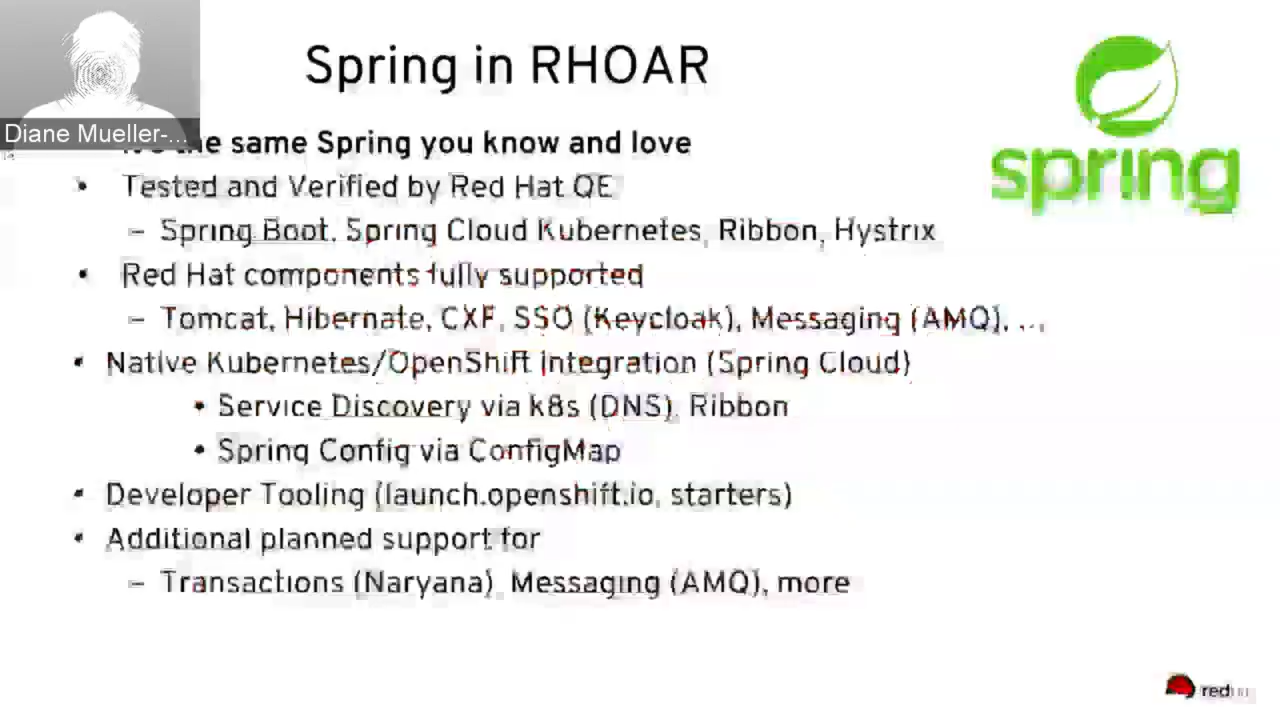 Spring in RHOAR
Diane Mueller-...
the same Spring you know and love
• Tested and Verified by Red Hat QE
– Spring Boot, Spring Cloud Kubernetes, Ribbon, Hystrix
• Red Hat components fully supported
– Tomcat, Hibernate, CXF, SSO (Keycloak), Messaging (AMQ), ...
• Native Kubernetes/OpenShift integration (Spring Cloud)
• Service Discovery via k8s (DNS), Ribbon
• Spring Config via ConfigMap
• Developer Tooling (launch.openshift.io, starters)
• Additional planned support for
– Transactions (Naryana), Messaging (AMQ), more
spring
red